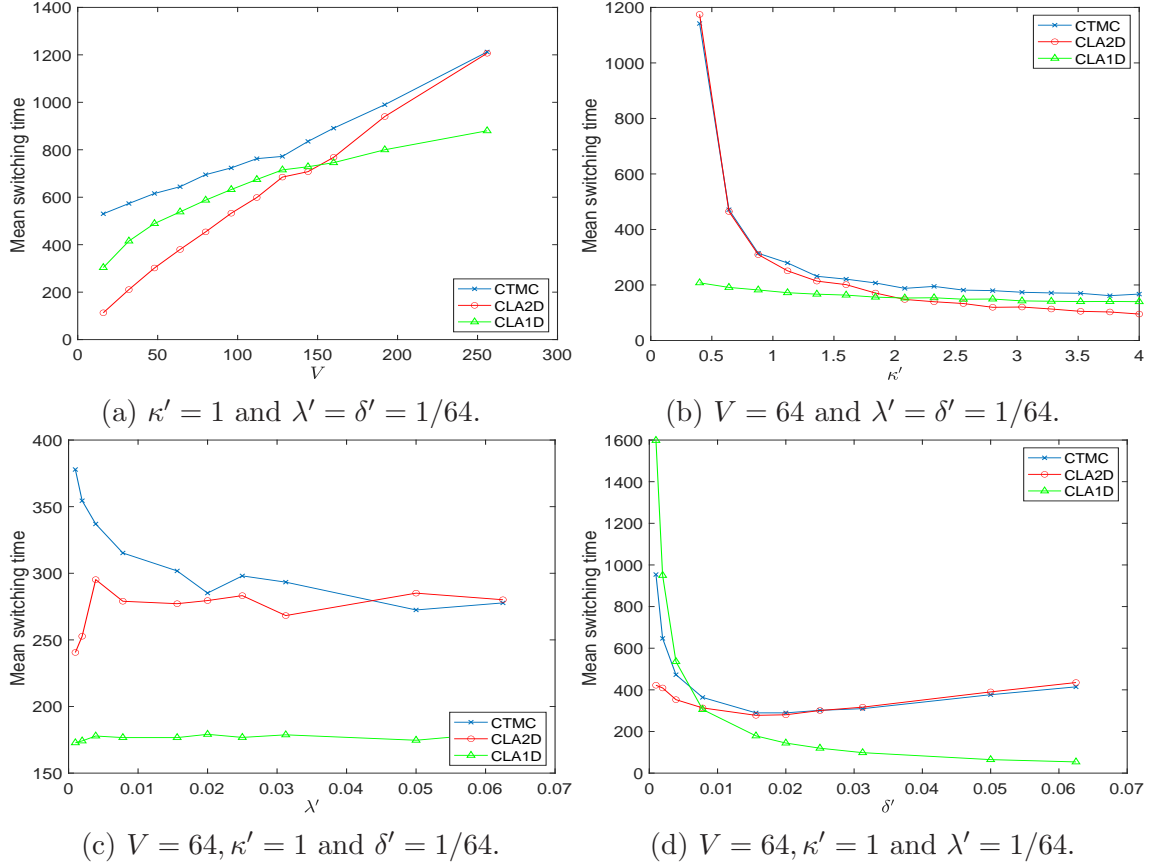 1400
1200
1000
800
600
400
200
0
Mean switching time
0 50 100 150 200 250 300
V
CTMC
CLA2D
CLA1D
(a) κ′ = 1 and λ′ = δ′ = 1/64.
1200
1000
800
600
400
200
0
Mean switching time
0 0.5 1 1.5 2 2.5 3 3.5 4
κ′
CTMC
CLA2D
CLA1D
(b) V = 64 and λ′ = δ′ = 1/64.
400
350
300
250
200
150
Mean switching time
0 0.01 0.02 0.03 0.04 0.05 0.06 0.07
λ′
CTMC
CLA2D
CLA1D
(c) V = 64, κ′ = 1 and δ′ = 1/64.
1600
1400
1200
1000
800
600
400
200
0
Mean switching time
0 0.01 0.02 0.03 0.04 0.05 0.06 0.07
δ′
CTMC
CLA2D
CLA1D
(d) V = 64, κ′ = 1 and λ′ = 1/64.